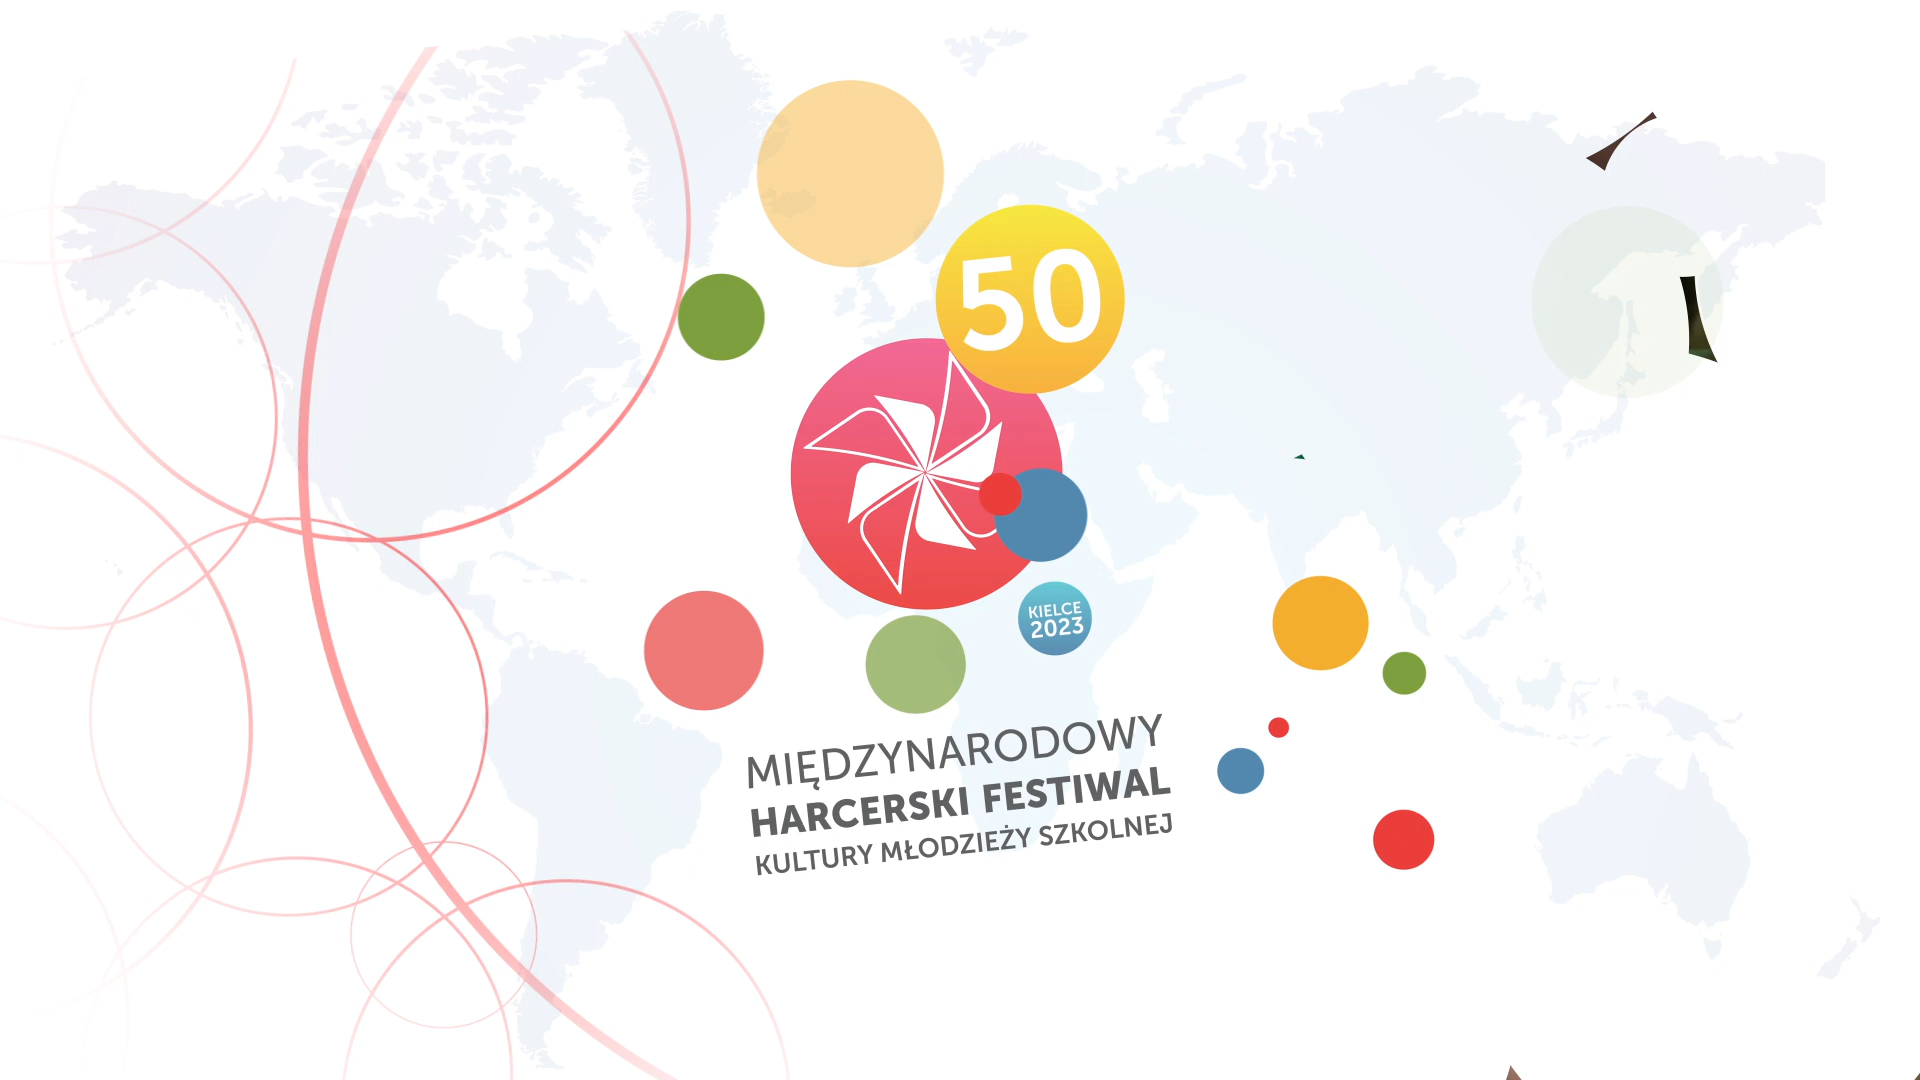 50
KIELCE
2023
MIĘDZYNARODOWY
HARCERSKI FESTIWAL
KULTURY MŁODZIEŻY SZKOLNEJ